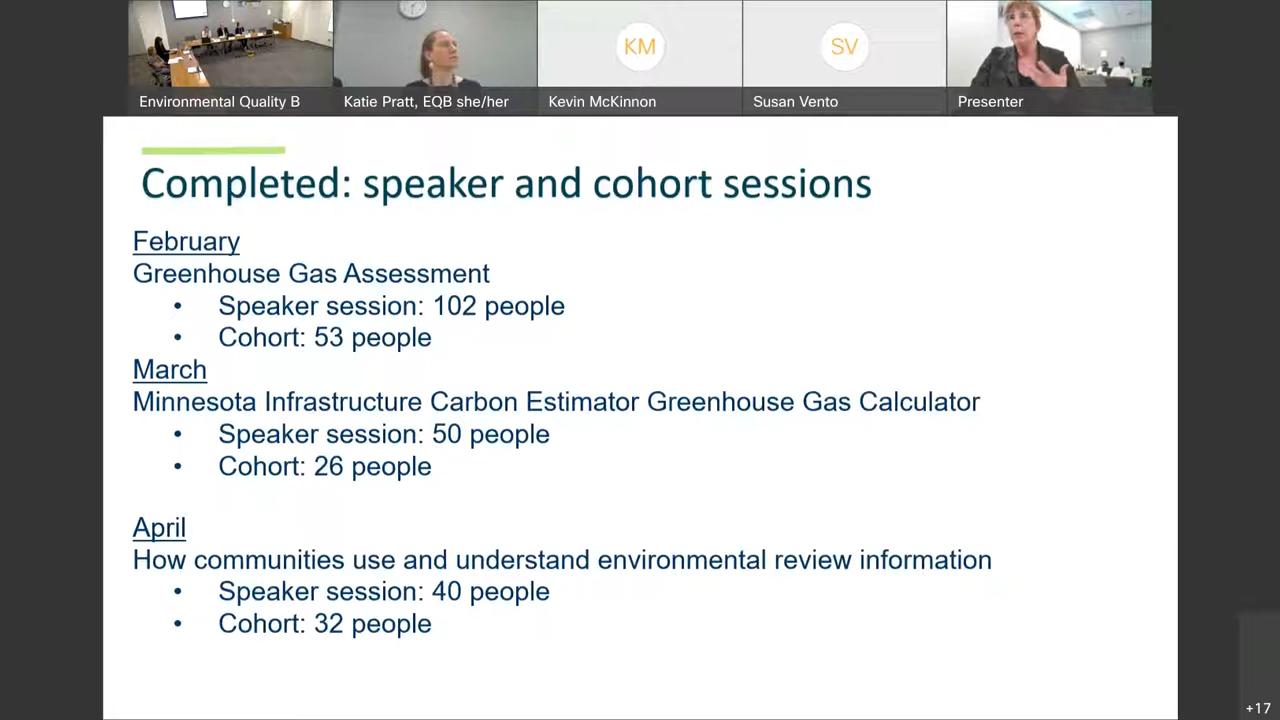 KM
SV
Environmental Quality B
Katie Pratt, EQB she/her
Kevin McKinnon
Susan Vento
Presenter
Completed: speaker and cohort sessions
February
Greenhouse Gas Assessment
• Speaker session: 102 people
• Cohort: 53 people
March
Minnesota Infrastructure Carbon Estimator Greenhouse Gas Calculator
• Speaker session: 50 people
• Cohort: 26 people
April
How communities use and understand environmental review information
• Speaker session: 40 people
• Cohort: 32 people
+17